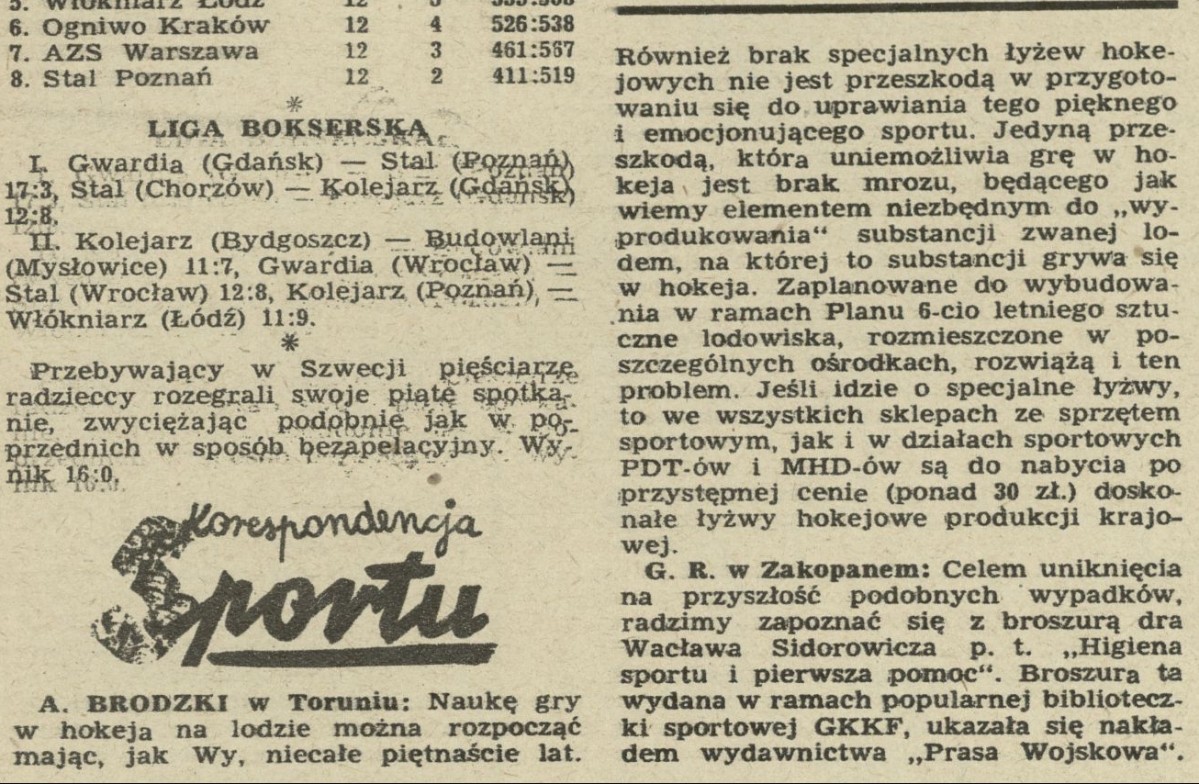 5. Włókniarz Łódź 12
6. Ogniwo Kraków 12 4 526:538
7. AZS Warszawa 12 3 461:567
8. Stal Poznań 12 2 411:519
*
LIGA BOKSERSKA
I. Gwardia (Gdańsk) — Stal (Poznań)
17:3, Stal (Chorzów) — Kolejarz (Gdańsk)
12:8.
II. Kolejarz (Bydgoszcz) — Budowlani
(Mysłowice) 11:7, Gwardia (Wrocław) —
Stal (Wrocław) 12:8, Kolejarz (Poznań) —
Włókniarz (Łódź) 11:9.
*
Przebywający w Szwecji pięściarze
radzieccy rozegrali swoje piąte spotka-
nie, zwyciężając podobnie jak w po-
przednich w sposób bezapelacyjny. Wy-
nik 16:0.
Korespondencja
Sportu
A. BRODZKI w Toruniu: Naukę gry
w hokeja na lodzie można rozpocząć
mając, jak Wy, niecałe piętnaście lat.
Również brak specjalnych łyżew hoke-
jowych nie jest przeszkodą w przygoto-
waniu się do uprawiania tego pięknego
i emocjonującego sportu. Jedyną prze-
szkodą, która uniemożliwia grę w ho-
keja jest brak mrozu, będącego jak
wiemy elementem niezbędnym do „wy-
produkowania“ substancji zwanej lo-
dem, na której to substancji grywa się
w hokeja. Zaplanowane do wybudowa-
nia w ramach Planu 6-cio letniego sztu-
czne lodowiska, rozmieszczone w po-
szczególnych ośrodkach, rozwiążą i ten
problem. Jeśli idzie o specjalne łyżwy,
to we wszystkich sklepach ze sprzętem
sportowym, jak i w działach sportowych
PDT-ów i MHD-ów są do nabycia po
przystępnej cenie (ponad 30 zł.) dosko-
nałe łyżwy hokejowe produkcji krajo-
wej.
G. R. w Zakopanem: Celem uniknięcia
na przyszłość podobnych wypadków,
radzimy zapoznać się z broszurą dra
Wacława Sidorowicza p. t. „Higiena
sportu i pierwsza pomoc“. Broszura ta
wydana w ramach popularnej bibliotecz-
ki sportowej GKKF, ukazała się nakła-
dem wydawnictwa „Prasa Wojskowa“.